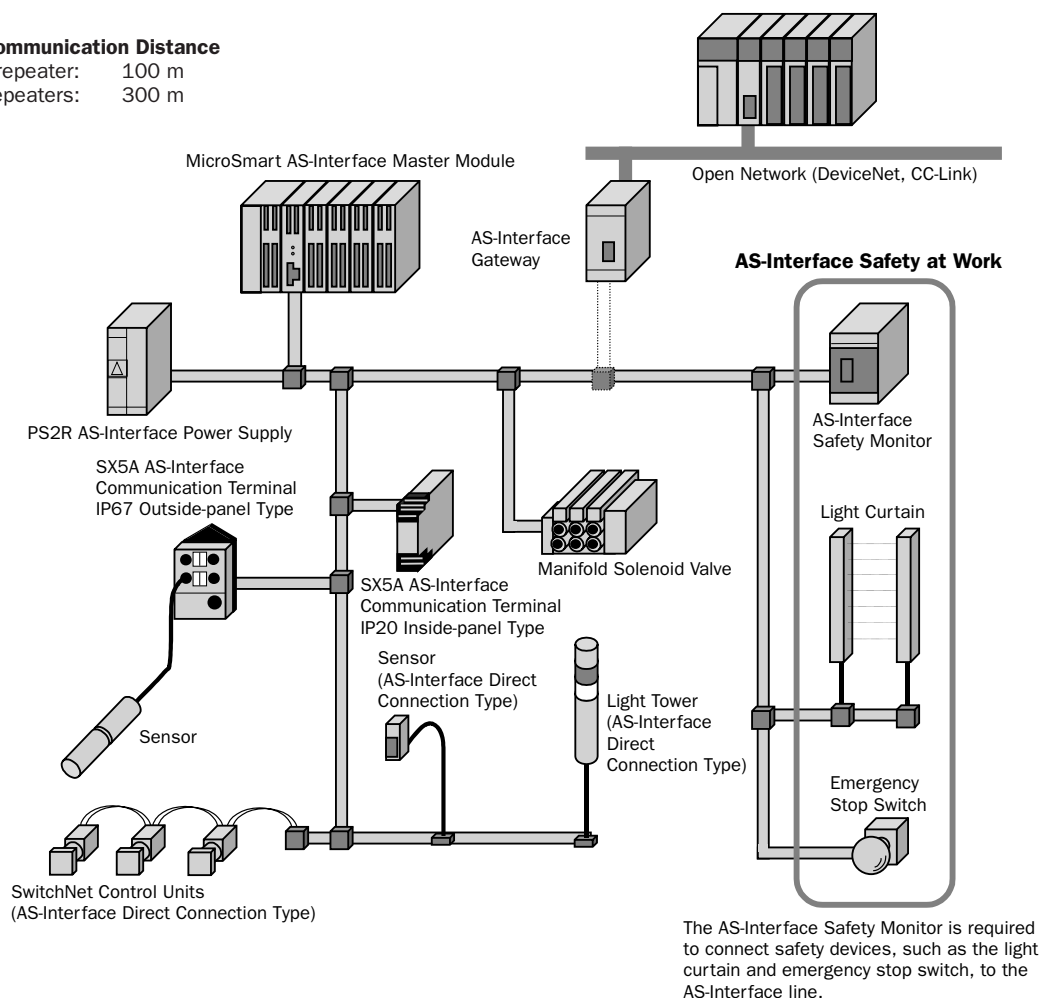 ommunication Distance
repeater: 100 m
epeaters: 300 m
MicroSmart AS-Interface Master Module
Open Network (DeviceNet, CC-Link)
AS-Interface
Gateway
AS-Interface Safety at Work
PS2R AS-Interface Power Supply
AS-Interface
Safety Monitor
SX5A AS-Interface
Communication Terminal
IP67 Outside-panel Type
Light Curtain
Manifold Solenoid Valve
SX5A AS-Interface
Communication Terminal
IP20 Inside-panel Type
Sensor
(AS-Interface Direct
Connection Type)
Light Tower
(AS-Interface
Direct
Connection Type)
Sensor
Emergency
Stop Switch
SwitchNet Control Units
(AS-Interface Direct Connection Type)
The AS-Interface Safety Monitor is required
to connect safety devices, such as the light
curtain and emergency stop switch, to the
AS-Interface line.